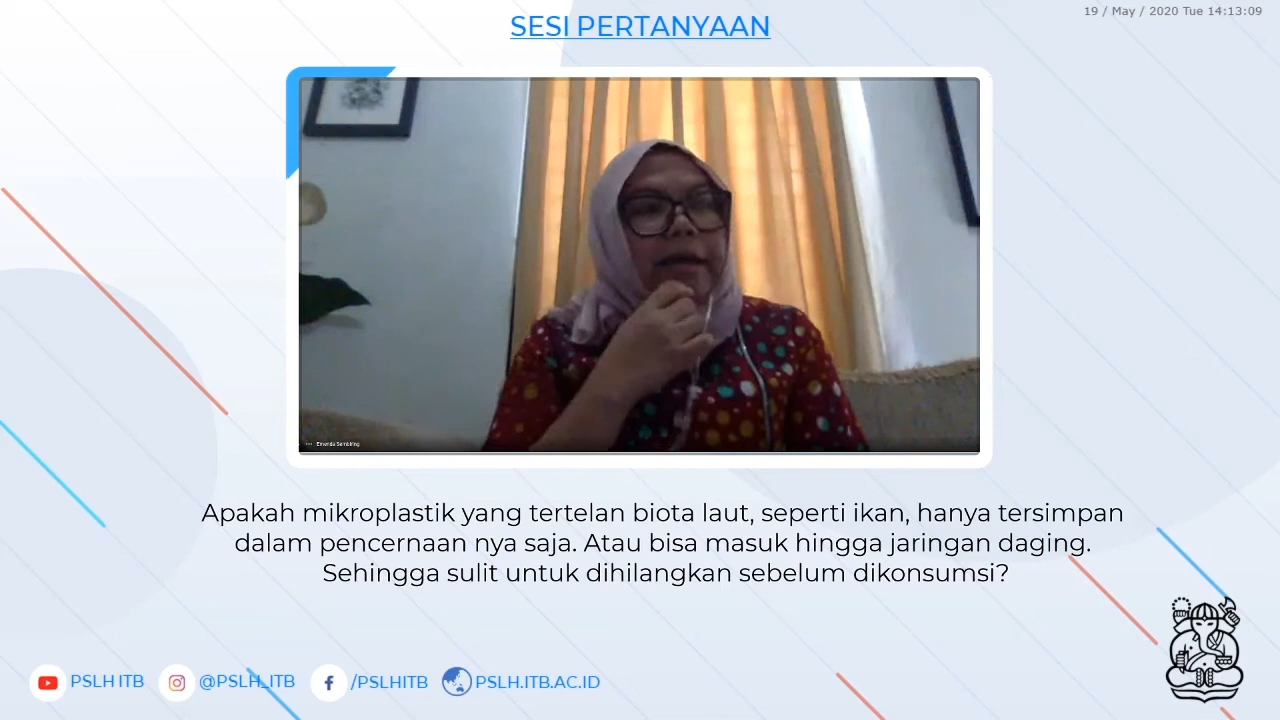 19 / May / 2020 Tue 14:13:09
SESI PERTANYAAN
Emenda Sembiring
Apakah mikroplastik yang tertelan biota laut, seperti ikan, hanya tersimpan
dalam pencernaan nya saja. Atau bisa masuk hingga jaringan daging.
Sehingga sulit untuk dihilangkan sebelum dikonsumsi?
PSLH ITB
@PSLH_ITB
/PSLHITB
PSLH.ITB.AC.ID